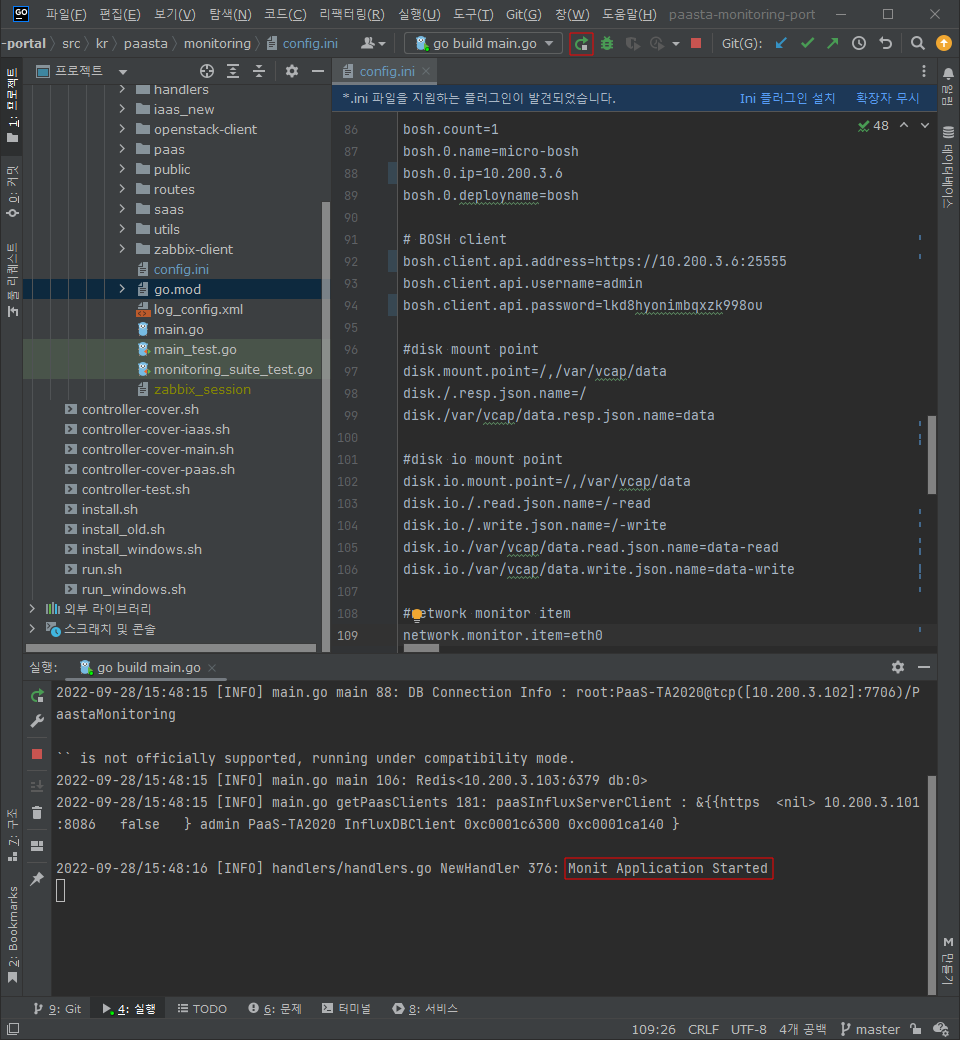 GO 파일(F) 편집(E) 보기(V) 탐색(N) 코드(C) 리팩터링(R) 실행(U) 도구(T) Git(G) 창(W) 도움말(H) paasta-monitoring-port
-portal src kr paasta monitoring config.ini go build main.go Git(G):
1: 프로젝트
0: 커밋
풀 리퀘스트
7: 구조
2: Bookmarks
프로젝트
handlers
iaas_new
openstack-client
paas
public
routes
saas
utils
zabbix-client
config.ini
go.mod
log_config.xml
main.go
main_test.go
monitoring_suite_test.go
zabbix_session
controller-cover.sh
controller-cover-iaas.sh
controller-cover-main.sh
controller-cover-paas.sh
controller-test.sh
install.sh
install_old.sh
install_windows.sh
run.sh
run_windows.sh
외부 라이브러리
스크래치 및 콘솔
config.ini
*.ini 파일을 지원하는 플러그인이 발견되었습니다. Ini 플러그인 설치 확장자 무시
48
86 bosh.count=1
87 bosh.0.name=micro-bosh
88 bosh.0.ip=10.200.3.6
89 bosh.0.deployname=bosh
90
91 # BOSH client
92 bosh.client.api.address=https://10.200.3.6:25555
93 bosh.client.api.username=admin
94 bosh.client.api.password=lkd8hyonimbqxzk998ou
95
96 #disk mount point
97 disk.mount.point=/,/var/vcap/data
98 disk./.resp.json.name=/
99 disk./var/vcap/data.resp.json.name=data
100
101 #disk io mount point
102 disk.io.mount.point=/,/var/vcap/data
103 disk.io./.read.json.name=/-read
104 disk.io./.write.json.name=/-write
105 disk.io./var/vcap/data.read.json.name=data-read
106 disk.io./var/vcap/data.write.json.name=data-write
107
108 #network monitor item
109 network.monitor.item=eth0
알림
데이터베이스
M 만들기
실행: go build main.go
2022-09-28/15:48:15 [INFO] main.go main 88: DB Connection Info : root:PaaS-TA2020@tcp([10.200.3.102]:7706)/P
aastaMonitoring
`` is not officially supported, running under compatibility mode.
2022-09-28/15:48:15 [INFO] main.go main 106: Redis<10.200.3.103:6379 db:0>
2022-09-28/15:48:15 [INFO] main.go getPaasClients 181: paaSInfluxServerClient : &{{https <nil> 10.200.3.101
:8086 false } admin PaaS-TA2020 InfluxDBClient 0xc0001c6300 0xc0001ca140 }
2022-09-28/15:48:16 [INFO] handlers/handlers.go NewHandler 376: Monit Application Started
9: Git 4: 실행 TODO 6: 문제 터미널 8: 서비스
109:26 CRLF UTF-8 4개 공백 master